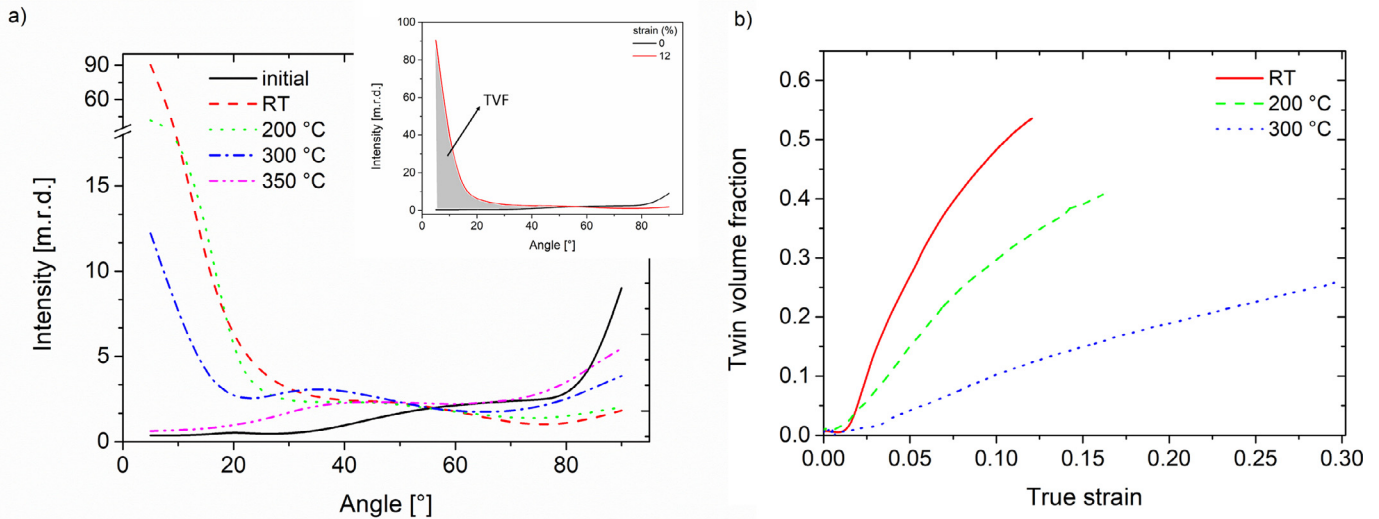 a)
Intensity [m.r.d.]
90
60
15
10
5
0
0 20 40 60 80
Angle [°]
initial
RT
200 °C
300 °C
350 °C
Intensity [m.r.d.]
100
80
60
40
20
0
0 20 40 60 80
Angle [°]
strain (%)
0
12
TVF
b)
Twin volume fraction
0.6
0.5
0.4
0.3
0.2
0.1
0.0
0.00 0.05 0.10 0.15 0.20 0.25 0.30
True strain
RT
200 °C
300 °C